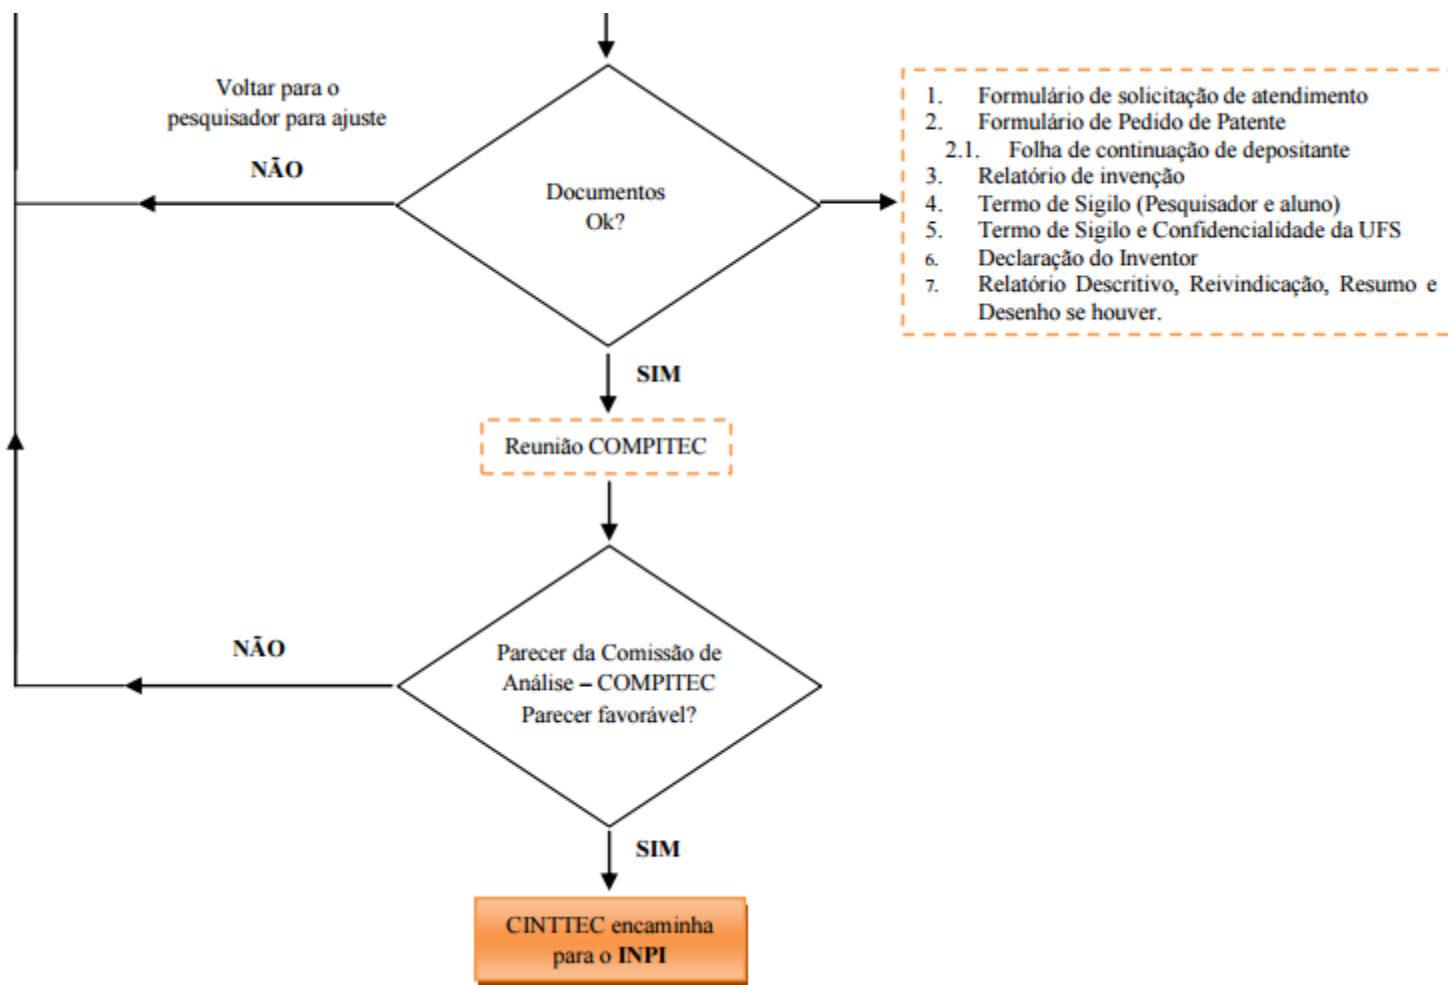 Voltar para o
pesquisador para ajuste
NÃO
Documentos
Ok?
1. Formulário de solicitação de atendimento
2. Formulário de Pedido de Patente
2.1. Folha de continuação de depositante
3. Relatório de invenção
4. Termo de Sigilo (Pesquisador e aluno)
5. Termo de Sigilo e Confidencialidade da UFS
6. Declaração do Inventor
7. Relatório Descritivo, Reivindicação, Resumo e
Desenho se houver.
SIM
Reunião COMPITEC
NÃO
Parecer da Comissão de
Análise – COMPITEC
Parecer favorável?
SIM
CINTTEC encaminha
para o INPI